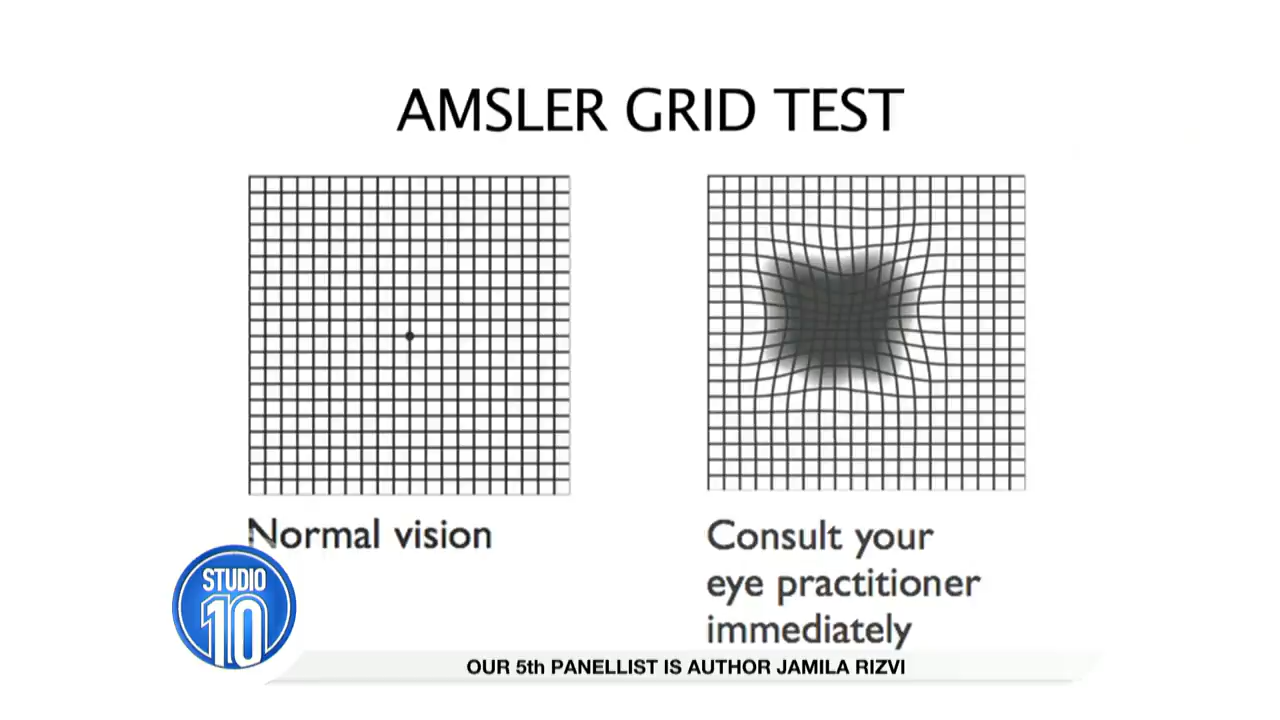 AMSLER GRID TEST
Normal vision
Consult your
eye practitioner
immediately
STUDIO
10
OUR 5th PANELLIST IS AUTHOR JAMILA RIZVI